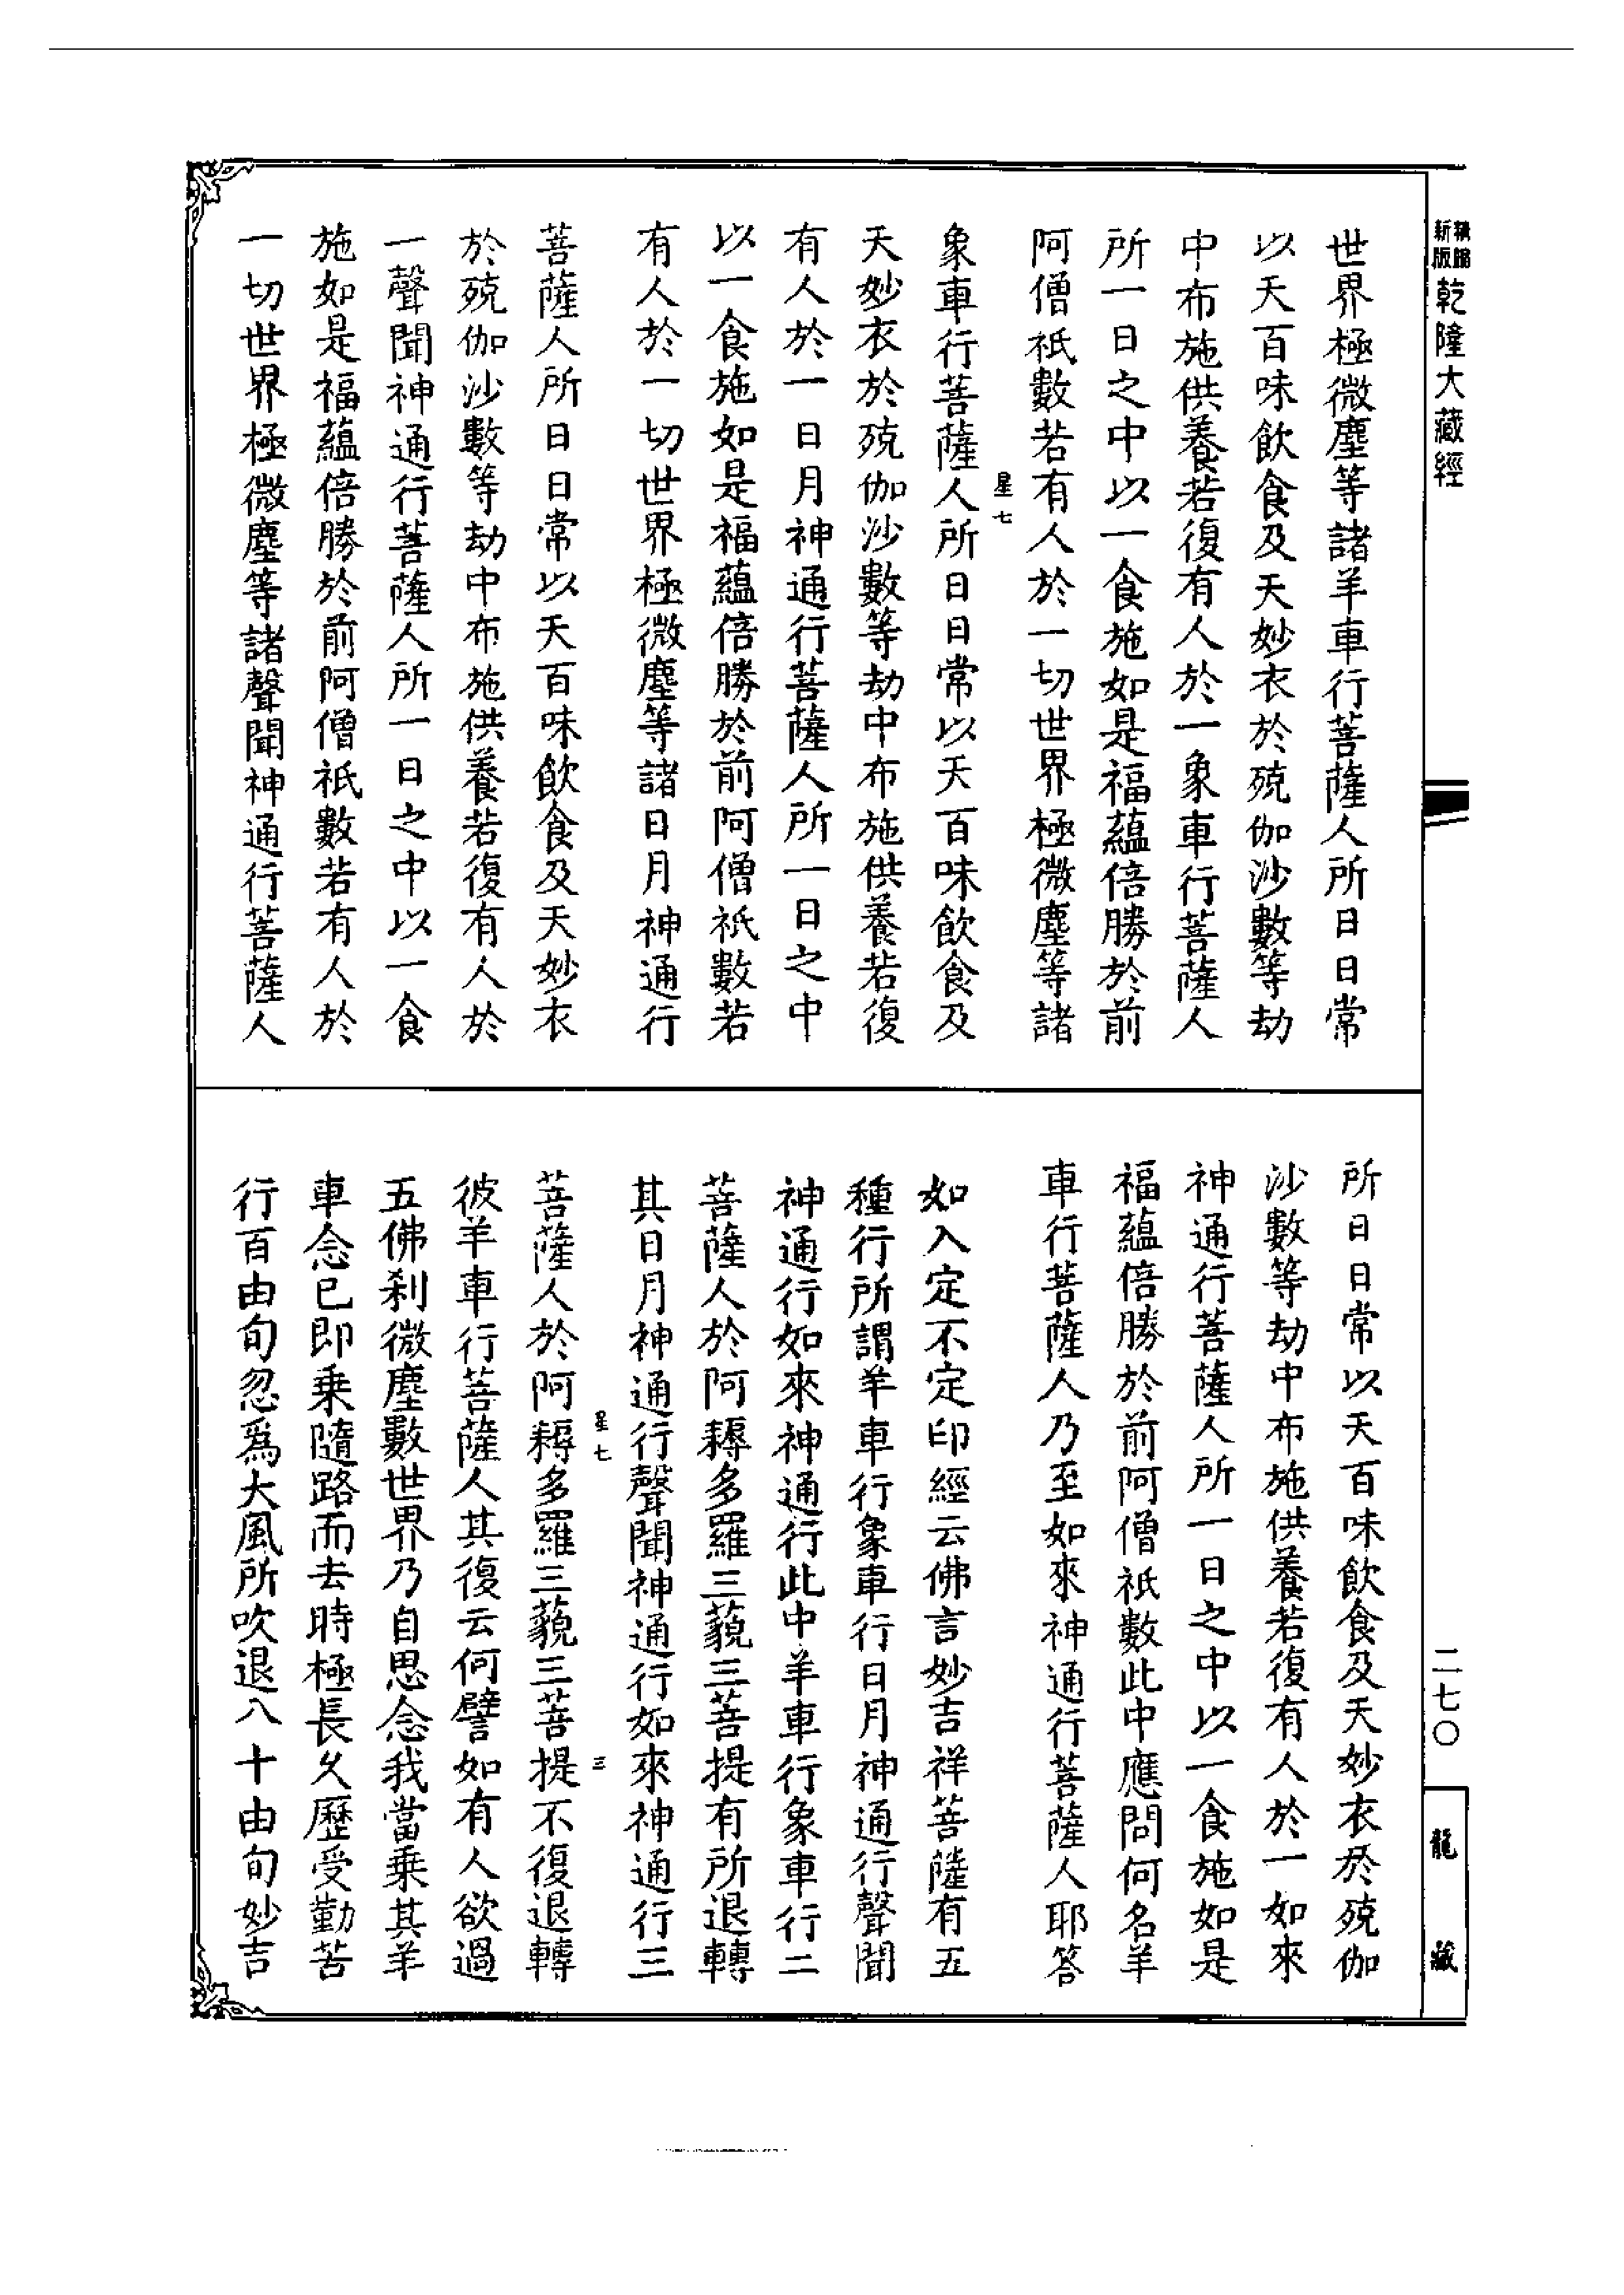 新版
乾隆大藏經
世界極微塵等諸羊車行菩薩人所日日常
以天百味飲食及天妙衣於殑伽沙數等劫
中布施供養若復有人於一象車行菩薩人
所一日之中以一食施如是福蘊倍勝於前
阿僧祇數若有人於一切世界極微塵等諸
星七
象車行菩薩人所日日常以天百味飲食及
天妙衣於殑伽沙數等劫中布施供養若復
有人於一日月神通行菩薩人所一日之中
以一食施如是福蘊倍勝於前阿僧祇數若
有人於一切世界極微塵等諸日月神通行
菩薩人所日日常以天百味飲食及天妙衣
於殑伽沙數等劫中布施供養若復有人於
一聲聞神通行菩薩人所一日之中以一食
施如是福蘊倍勝於前阿僧祇數若有人於
一切世界極微塵等諸聲聞神通行菩薩人
所日日常以天百味飲食及天妙衣於殑伽
沙數等劫中布施供養若復有人於一如來
神通行菩薩人所一日之中以一食施如是
福蘊倍勝於前阿僧祇數此中應問何名羊
車行菩薩人乃至如來神通行菩薩人耶答
如入定不定印經云佛言妙吉祥菩薩有五
種行所謂羊車行象車行日月神通行聲聞
神通行如來神通行此中羊車行象車行二
菩薩人於阿耨多羅三藐三菩提有所退轉
其日月神通行聲聞神通行如來神通行三
星七
三
菩薩人於阿耨多羅三藐三菩提不復退轉
彼羊車行菩薩人其復云何譬如有人欲過
五佛刹微塵數世界乃自思念我當乗其羊
車念已即乗隨路而去時極長久歷受勤苦
行百由旬忽爲大風所吹退八十由旬妙吉
二七〇
龍藏